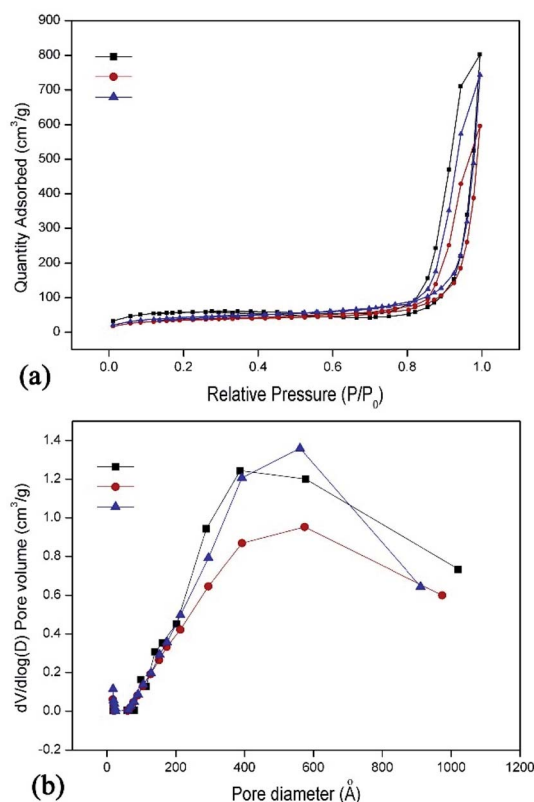 900
800
700
600
500
400
300
200
100
0
Quantity Adsorbed (cm³/g)
0.0 0.2 0.4 0.6 0.8 1.0
Relative Pressure (P/P₀)
(a)
1.4
1.2
1.0
0.8
0.6
0.4
0.2
0.0
-0.2
dV/dlog(D) Pore volume (cm³/g)
0 200 400 600 800 1000 1200
Pore diameter (Å)
(b)